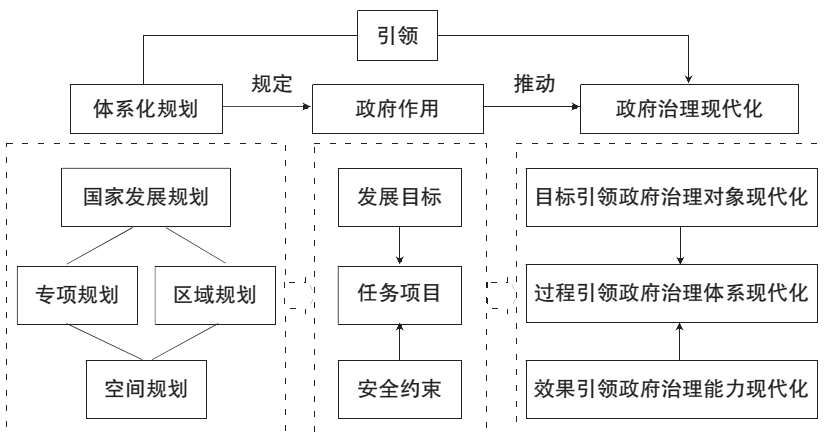 引领
规定
推动
体系化规划
政府作用
政府治理现代化
国家发展规划
发展目标
目标引领政府治理对象现代化
专项规划
区域规划
任务项目
过程引领政府治理体系现代化
空间规划
安全约束
效果引领政府治理能力现代化